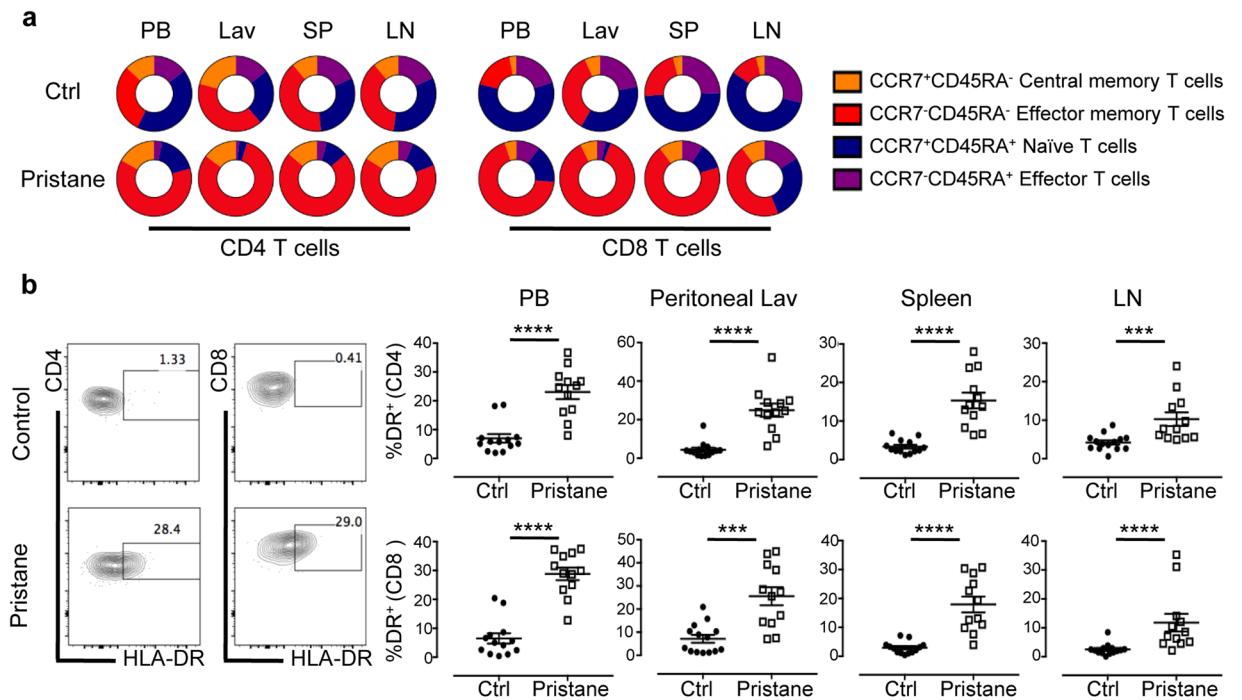 a
PB Lav SP LN PB Lav SP LN
Ctrl
Pristane
CD4 T cells CD8 T cells
CCR7⁺CD45RA⁻ Central memory T cells
CCR7⁻CD45RA⁻ Effector memory T cells
CCR7⁺CD45RA⁺ Naïve T cells
CCR7⁻CD45RA⁺ Effector T cells
b
PB Peritoneal Lav Spleen LN
Control
CD4
1.33
CD8
0.41
%DR⁺ (CD4)
40
30
20
10
0
****
Ctrl Pristane
60
40
20
0
****
Ctrl Pristane
30
20
10
0
****
Ctrl Pristane
30
20
10
0
***
Ctrl Pristane
Pristane
28.4
29.0
HLA-DR HLA-DR
%DR⁺ (CD8 )
40
30
20
10
0
****
Ctrl Pristane
50
40
30
20
10
0
***
Ctrl Pristane
40
30
20
10
0
****
Ctrl Pristane
40
30
20
10
0
****
Ctrl Pristane